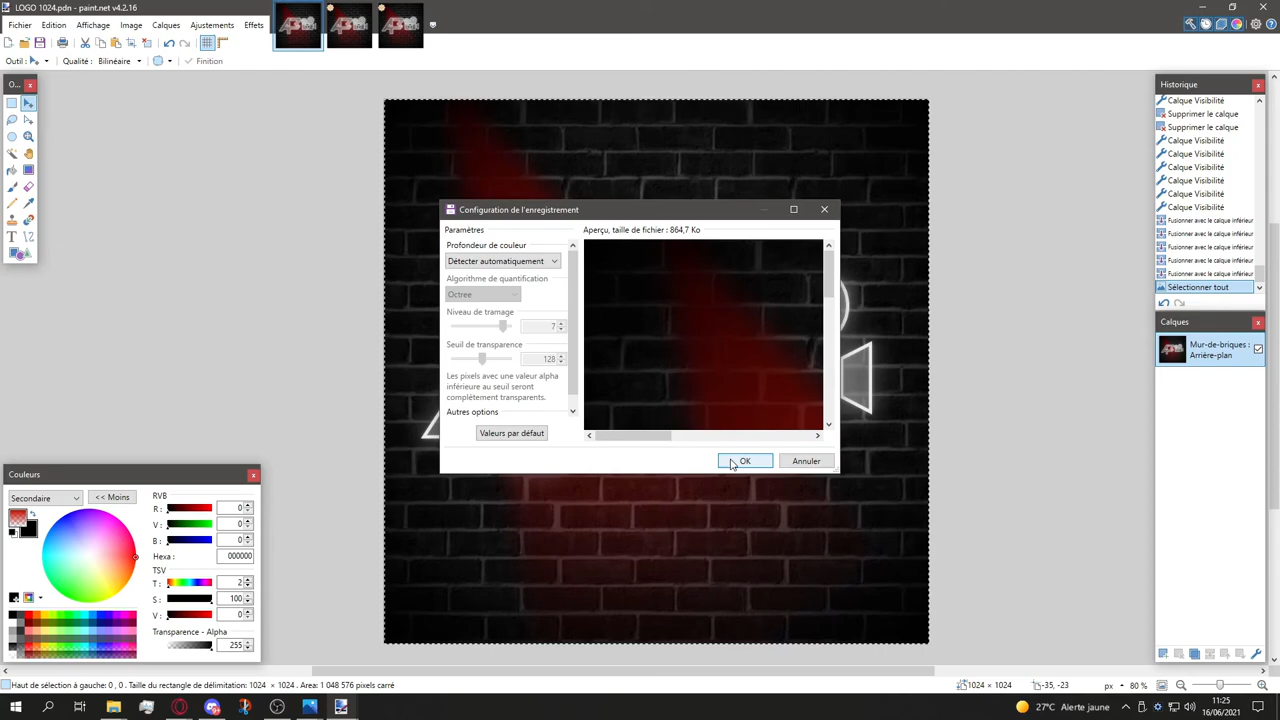 LOGO 1024.pdn - paint.net v4.2.16
Fichier Edition Affichage Image Calques Ajustements Effets
Outil : Qualité : Bilinéaire Finition
O...
Historique
Calque Visibilité
Supprimer le calque
Supprimer le calque
Calque Visibilité
Calque Visibilité
Calque Visibilité
Calque Visibilité
Calque Visibilité
Calque Visibilité
Fusionner avec le calque inférieur
Fusionner avec le calque inférieur
Fusionner avec le calque inférieur
Fusionner avec le calque inférieur
Fusionner avec le calque inférieur
Sélectionner tout
Calques
Mur-de-briques :
Arrière-plan
Configuration de l'enregistrement
Paramètres
Aperçu, taille de fichier : 864,7 Ko
Profondeur de couleur
Détecter automatiquement
Algorithme de quantification
Octree
Niveau de tramage
7
Seuil de transparence
128
Les pixels avec une valeur alpha
inférieure au seuil seront
complètement transparents.
Autres options
Valeurs par défaut
OK Annuler
Couleurs
Secondaire << Moins
RVB
R : 0
V : 0
B : 0
Hexa : 000000
TSV
T : 2
S : 100
V : 0
Transparence - Alpha
255
Haut de sélection à gauche : 0 , 0 . Taille du rectangle de délimitation: 1024 × 1024 . Area: 1 048 576 pixels carré
1024 × 1024 -35, -23 px 80 %
27°C Alerte jaune
11:25
16/06/2021